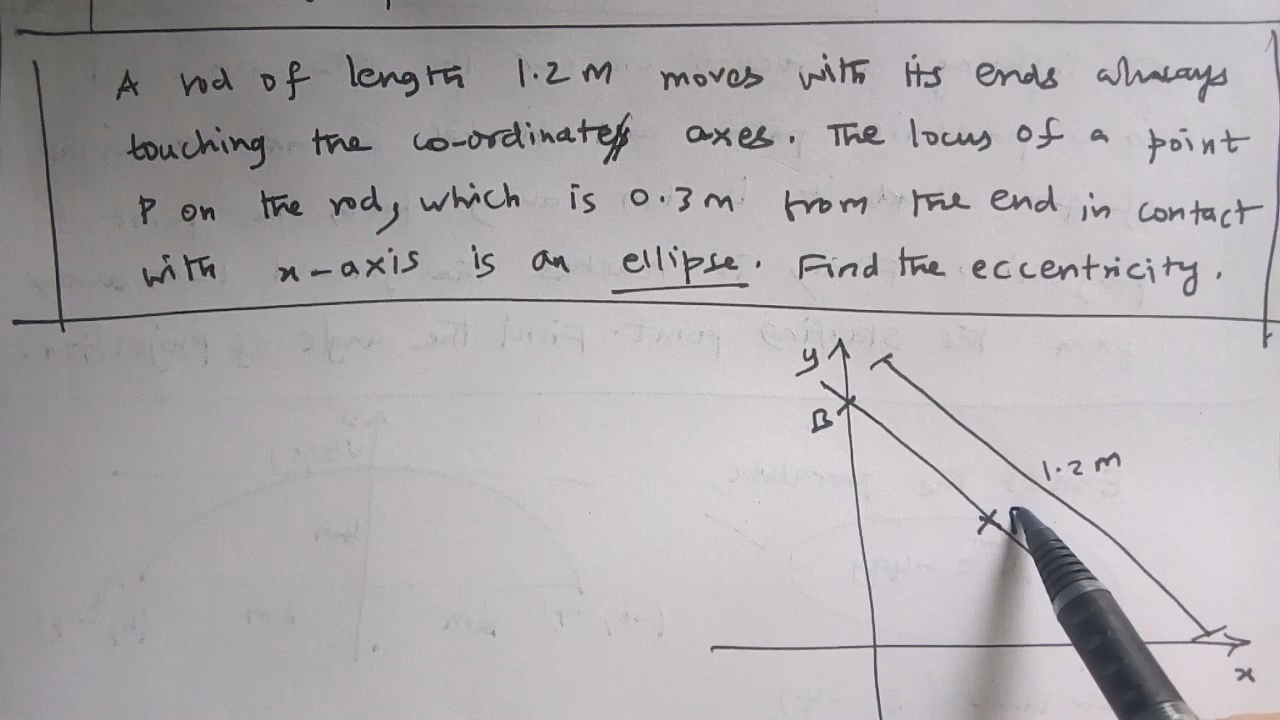 A rod of length 1.2 M moves with its ends always
touching the co-ordinates axes. The locus of a point
P on the rod, which is 0.3 m from the end in contact
with x-axis is an ellipse. Find the eccentricity.
y
B
1.2 m
P
x